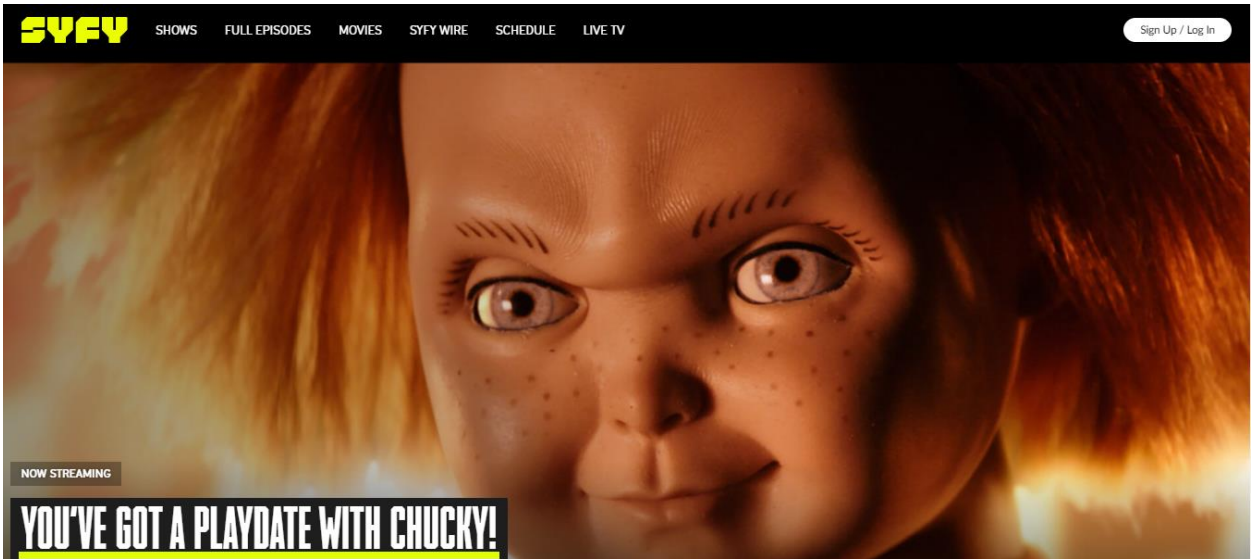 SYFY SHOWS FULL EPISODES MOVIES SYFY WIRE SCHEDULE LIVE TV Sign Up / Log In
NOW STREAMING
YOU'VE GOT A PLAYDATE WITH CHUCKY!